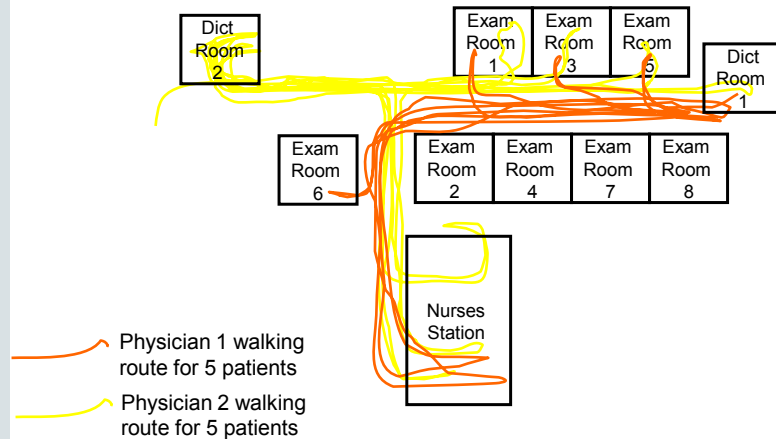 Dict
Room
2
Exam
Room
1
Exam
Room
3
Exam
Room
5
Dict
Room
1
Exam
Room
6
Exam
Room
2
Exam
Room
4
Exam
Room
7
Exam
Room
8
Nurses
Station
Physician 1 walking
route for 5 patients
Physician 2 walking
route for 5 patients